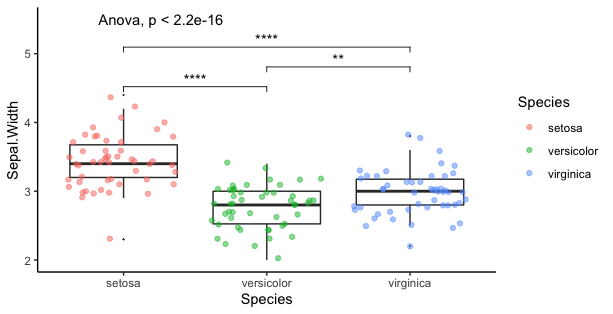 Anova, p < 2.2e-16
****
**
****
5
4
3
2
Sepal.Width
setosa
versicolor
virginica
Species
Species
setosa
versicolor
virginica